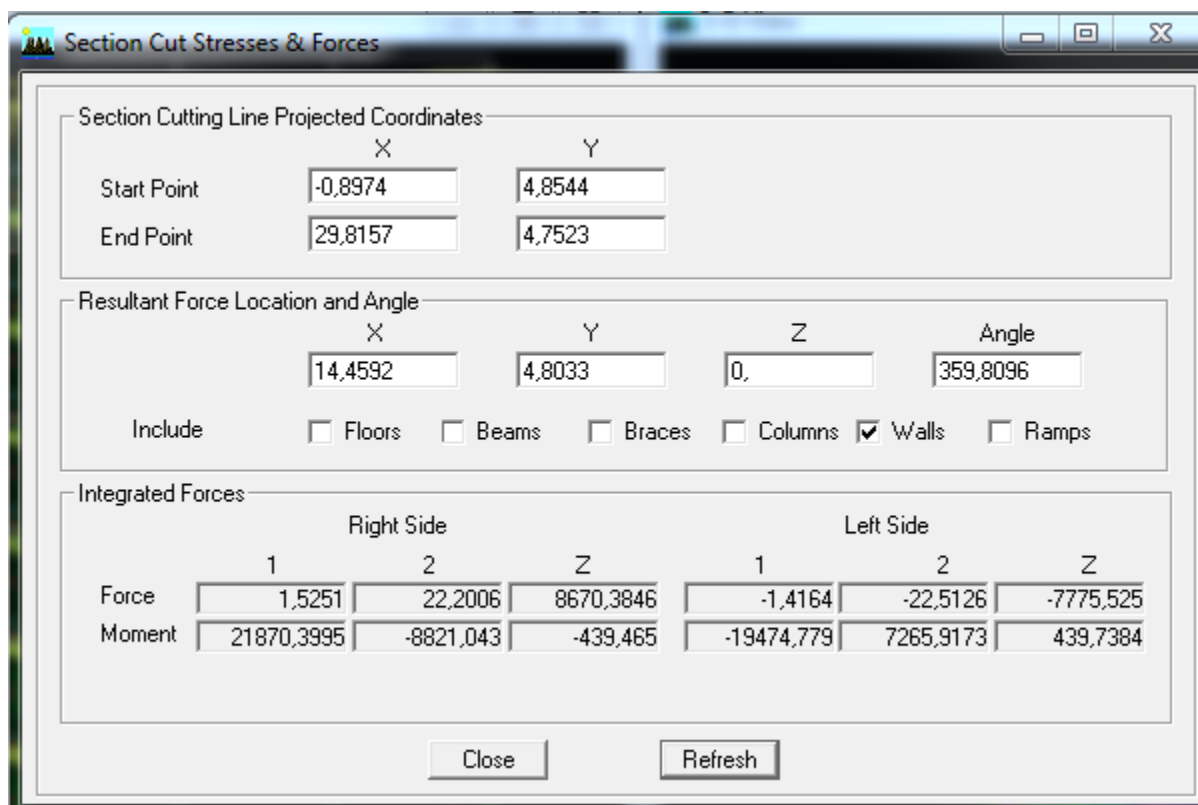 Section Cut Stresses & Forces
Section Cutting Line Projected Coordinates
X Y
Start Point -0,8974 4,8544
End Point 29,8157 4,7523
Resultant Force Location and Angle
X Y Z Angle
14,4592 4,8033 0, 359,8096
Include Floors Beams Braces Columns Walls Ramps
Integrated Forces
Right Side Left Side
1 2 Z 1 2 Z
Force 1,5251 22,2006 8670,3846 -1,4164 -22,5126 -7775,525
Moment 21870,3995 -8821,043 -439,465 -19474,779 7265,9173 439,7384
Close Refresh